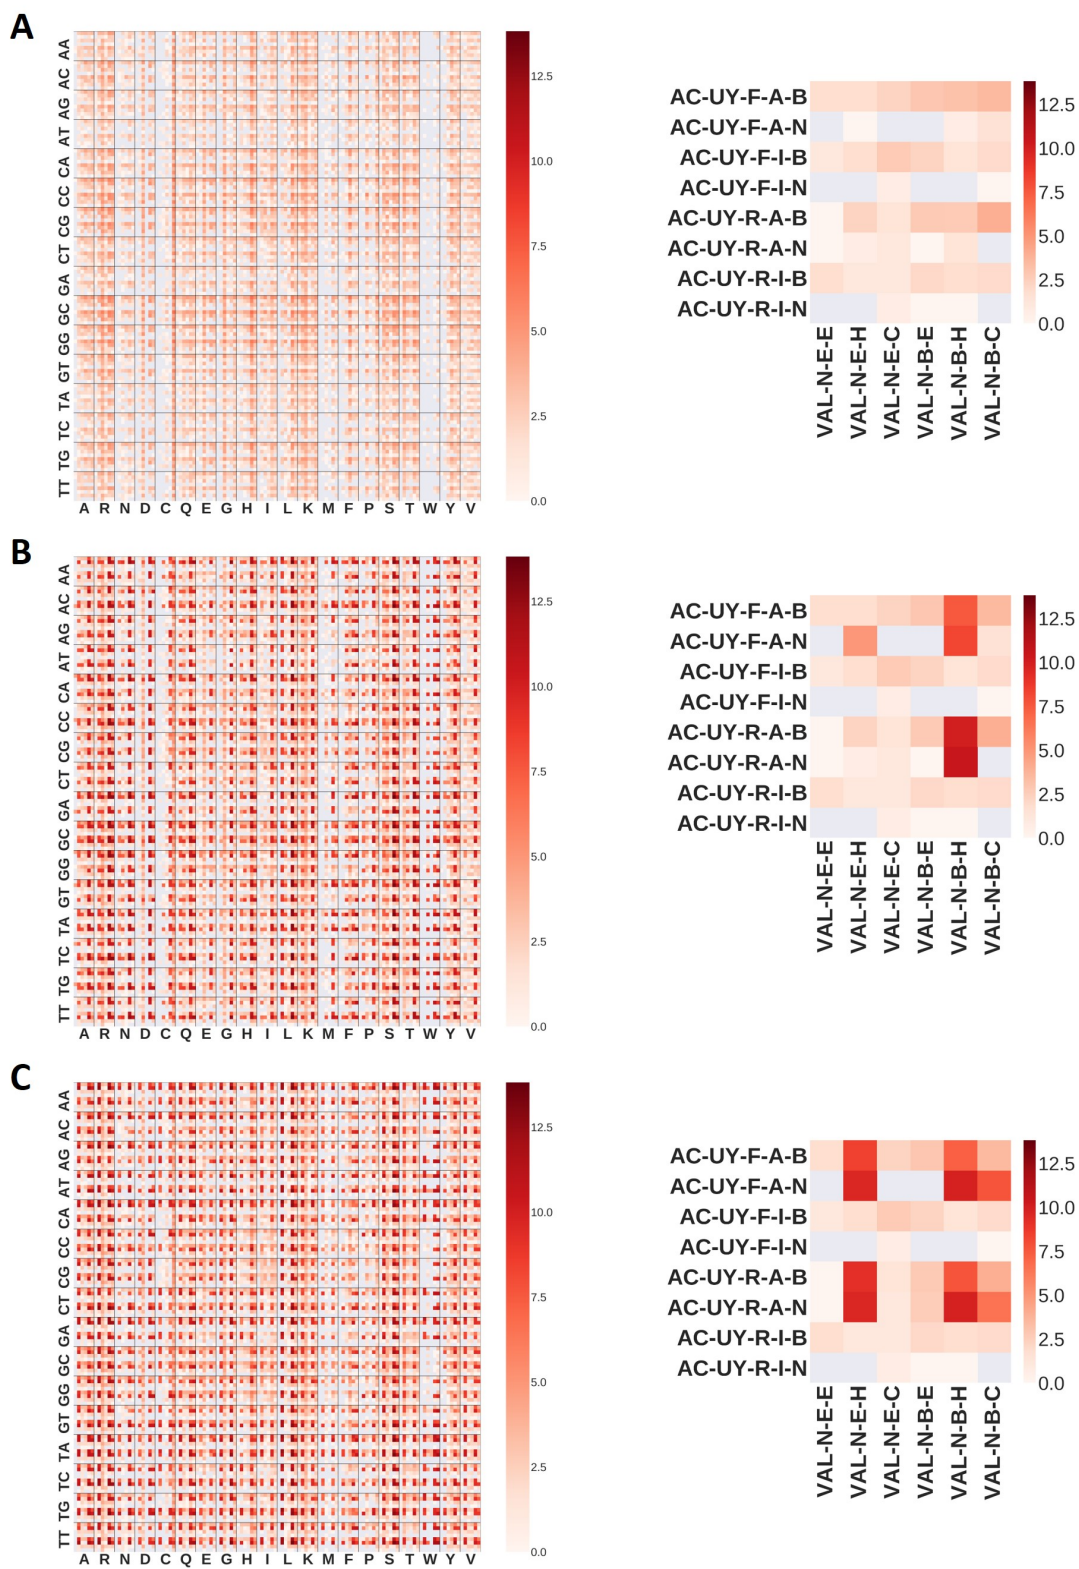 A
AA
AC
AG
AT
CA
CC
CG
CT
GA
GC
GG
GT
TA
TC
TG
TT
A R N D C Q E G H I L K M F P S T W Y V
12.5
10.0
7.5
5.0
2.5
0.0
AC-UY-F-A-B
AC-UY-F-A-N
AC-UY-F-I-B
AC-UY-F-I-N
AC-UY-R-A-B
AC-UY-R-A-N
AC-UY-R-I-B
AC-UY-R-I-N
VAL-N-E-E
VAL-N-E-H
VAL-N-E-C
VAL-N-B-E
VAL-N-B-H
VAL-N-B-C
12.5
10.0
7.5
5.0
2.5
0.0
B
AA
AC
AG
AT
CA
CC
CG
CT
GA
GC
GG
GT
TA
TC
TG
TT
A R N D C Q E G H I L K M F P S T W Y V
12.5
10.0
7.5
5.0
2.5
0.0
AC-UY-F-A-B
AC-UY-F-A-N
AC-UY-F-I-B
AC-UY-F-I-N
AC-UY-R-A-B
AC-UY-R-A-N
AC-UY-R-I-B
AC-UY-R-I-N
VAL-N-E-E
VAL-N-E-H
VAL-N-E-C
VAL-N-B-E
VAL-N-B-H
VAL-N-B-C
12.5
10.0
7.5
5.0
2.5
0.0
C
AA
AC
AG
AT
CA
CC
CG
CT
GA
GC
GG
GT
TA
TC
TG
TT
A R N D C Q E G H I L K M F P S T W Y V
12.5
10.0
7.5
5.0
2.5
0.0
AC-UY-F-A-B
AC-UY-F-A-N
AC-UY-F-I-B
AC-UY-F-I-N
AC-UY-R-A-B
AC-UY-R-A-N
AC-UY-R-I-B
AC-UY-R-I-N
VAL-N-E-E
VAL-N-E-H
VAL-N-E-C
VAL-N-B-E
VAL-N-B-H
VAL-N-B-C
12.5
10.0
7.5
5.0
2.5
0.0